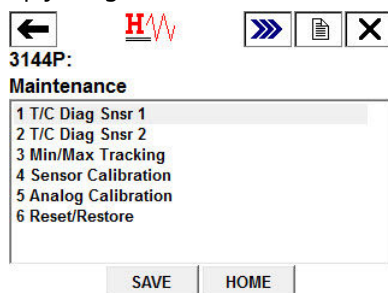 H
3144P:
Maintenance
1 T/C Diag Snsr 1
2 T/C Diag Snsr 2
3 Min/Max Tracking
4 Sensor Calibration
5 Analog Calibration
6 Reset/Restore
SAVE HOME